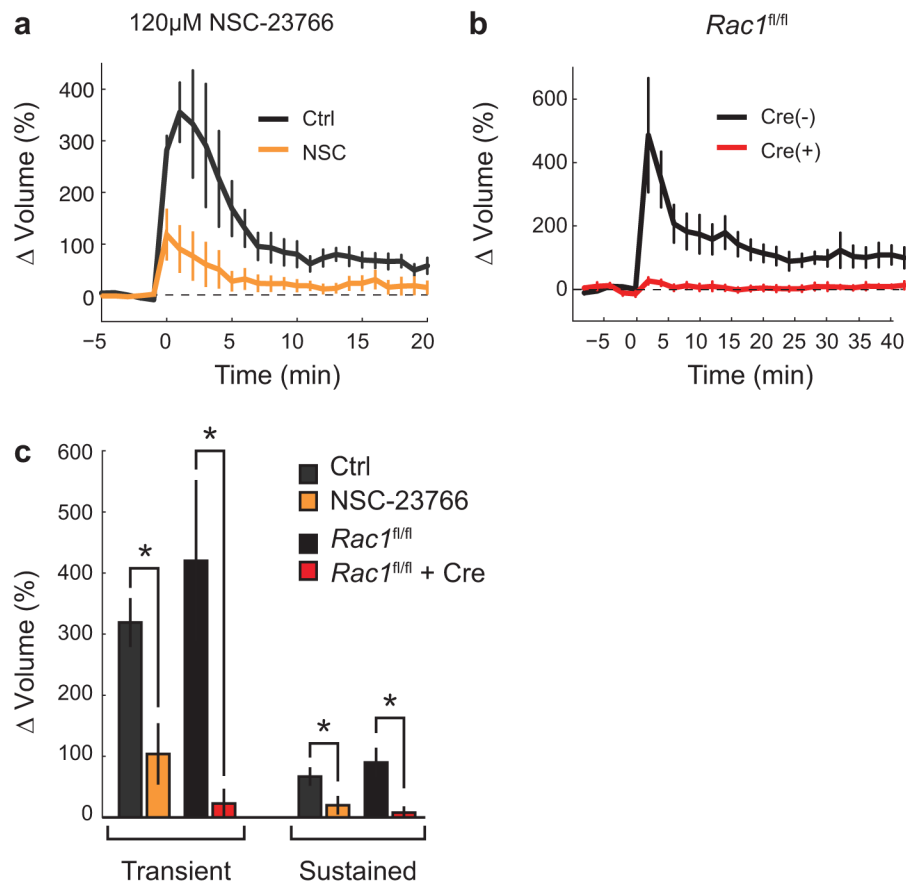 a
120µM NSC-23766
Δ Volume (%)
400
300
200
100
0
Ctrl
NSC
−5
0
5
10
15
20
Time (min)
b
Rac1fl/fl
Δ Volume (%)
600
400
200
0
Cre(-)
Cre(+)
−5
0
5
10
15
20
25
30
35
40
Time (min)
c
Δ Volume (%)
600
500
400
300
200
100
0
*
*
*
*
Ctrl
NSC-23766
Rac1fl/fl
Rac1fl/fl + Cre
Transient
Sustained